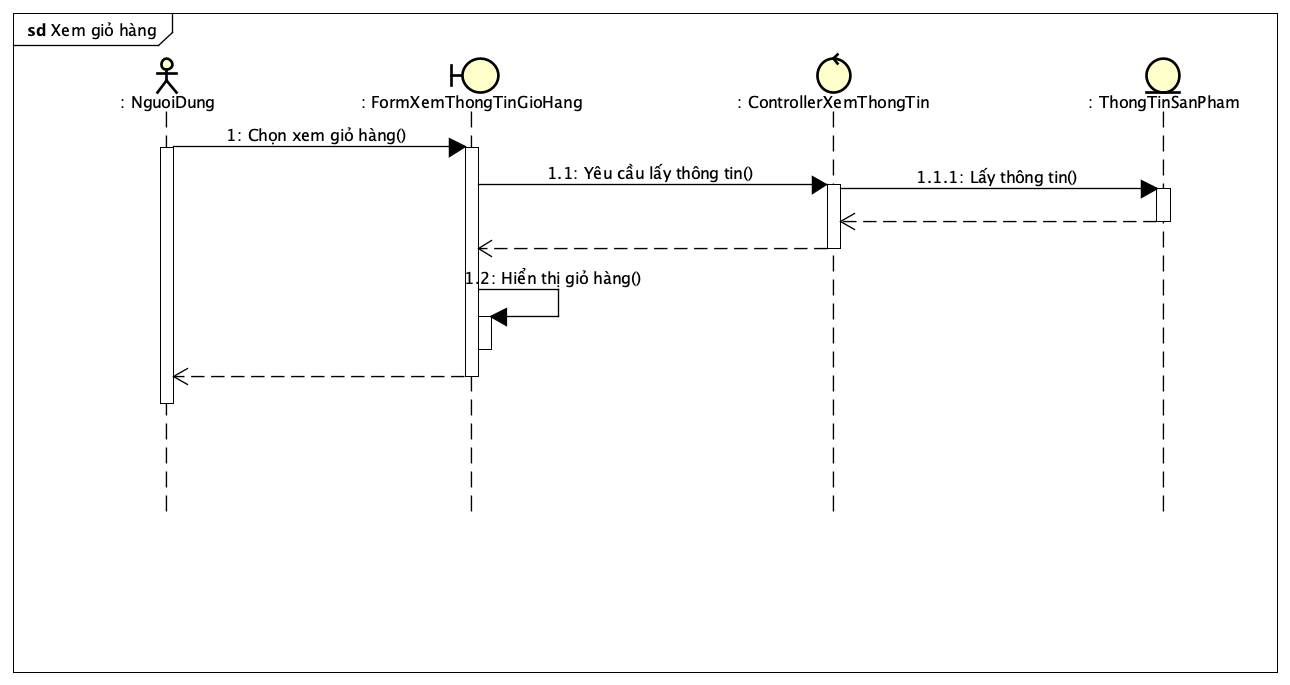 sd Xem giỏ hàng
: NguoiDung
: FormXemThongTinGioHang
: ControllerXemThongTin
: ThongTinSanPham
1: Chọn xem giỏ hàng()
1.1: Yêu cầu lấy thông tin()
1.1.1: Lấy thông tin()
1.2: Hiển thị giỏ hàng()